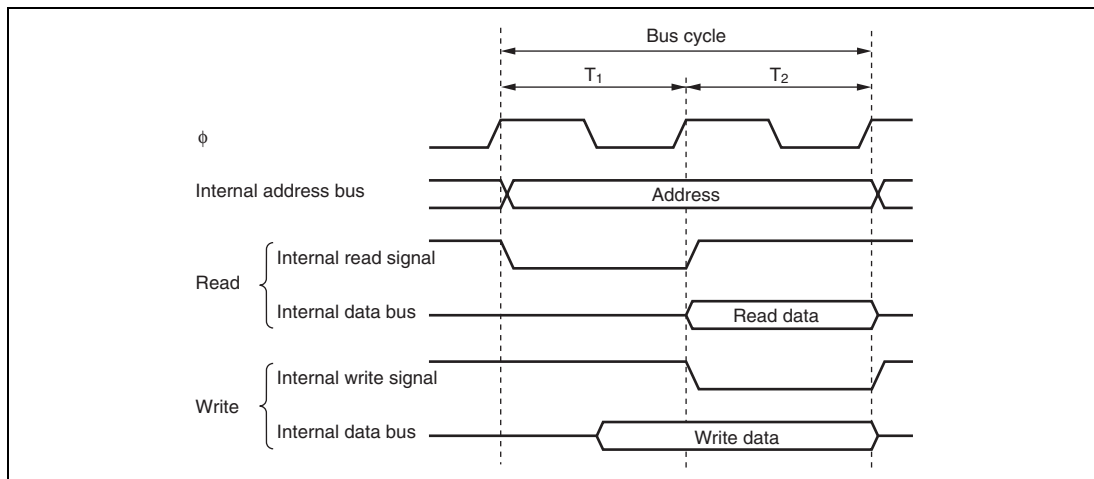 Bus cycle
T1 T2
ϕ
Internal address bus Address
Internal read signal
Read
Internal data bus Read data
Internal write signal
Write
Internal data bus Write data